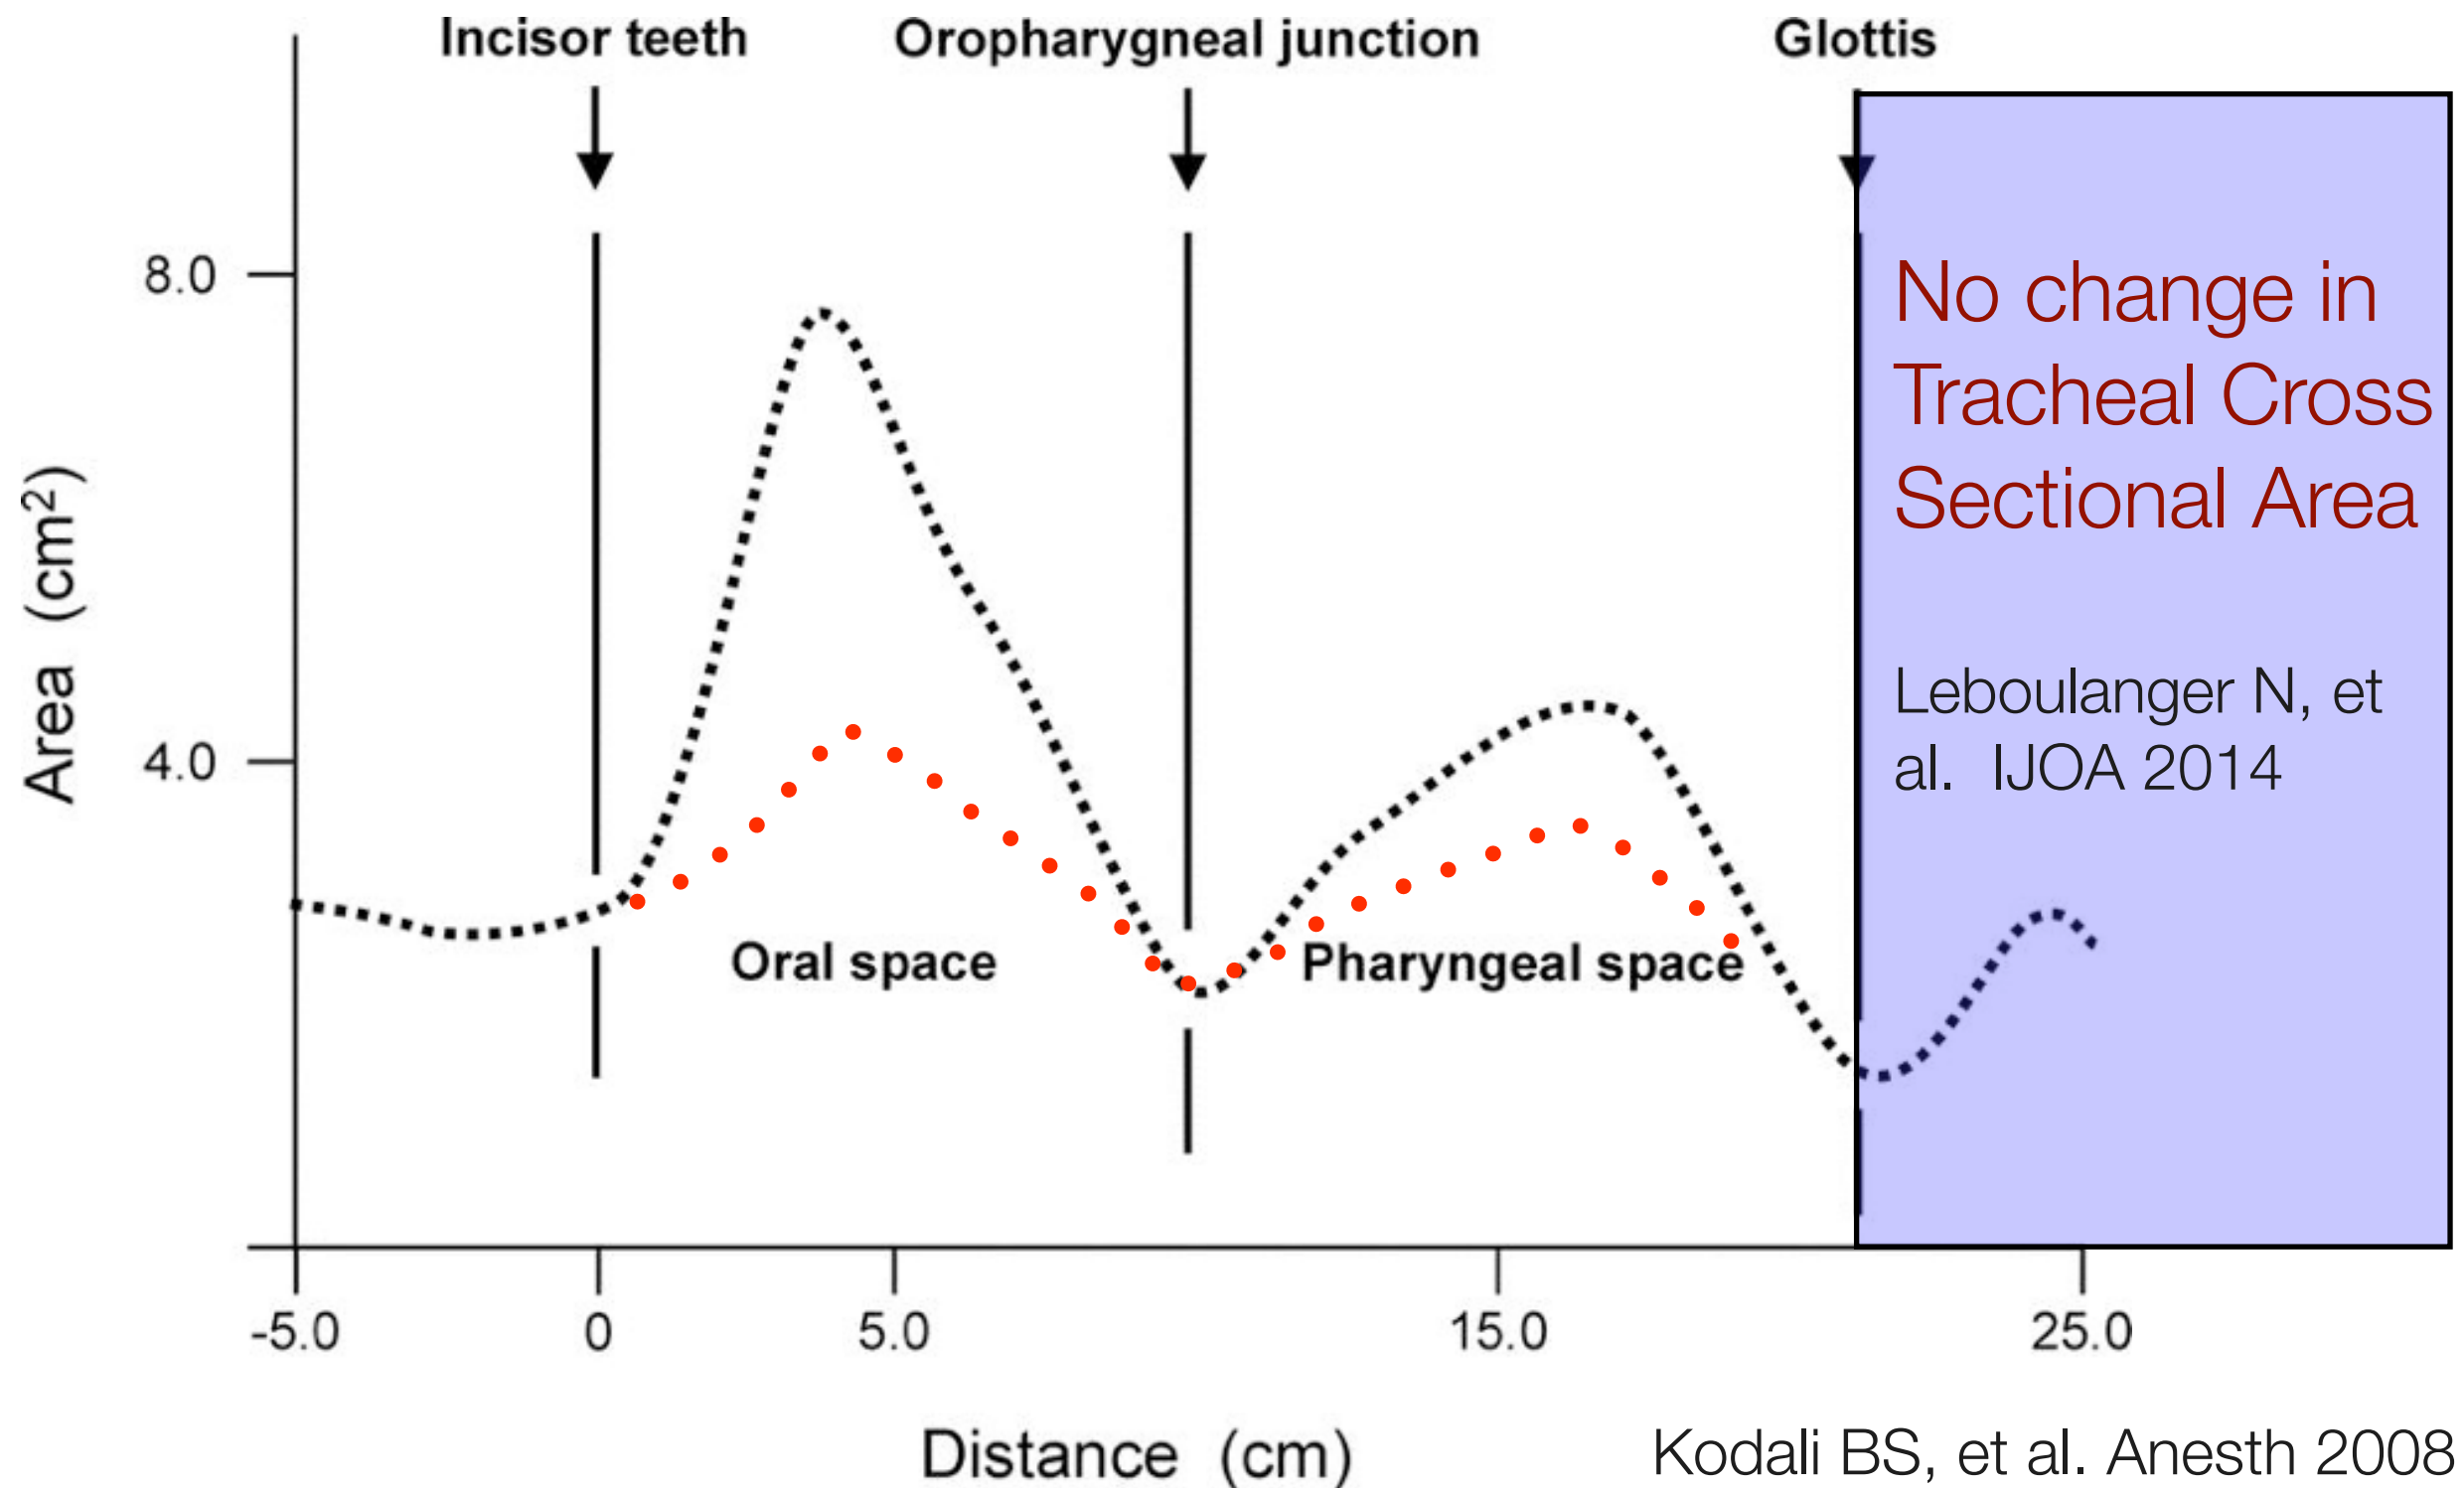 Incisor teeth
Oropharygneal junction
Glottis
8.0
4.0
Area (cm²)
No change in
Tracheal Cross
Sectional Area
Leboulanger N, et
al. IJOA 2014
Oral space
Pharyngeal space
-5.0
0
5.0
15.0
25.0
Distance (cm)
Kodali BS, et al. Anesth 2008